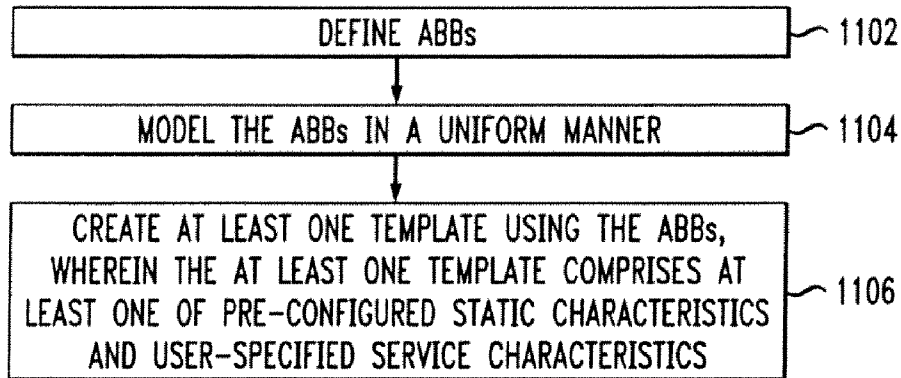 DEFINE ABBs
1102
MODEL THE ABBs IN A UNIFORM MANNER
1104
CREATE AT LEAST ONE TEMPLATE USING THE ABBs,
WHEREIN THE AT LEAST ONE TEMPLATE COMPRISES AT
LEAST ONE OF PRE-CONFIGURED STATIC CHARACTERISTICS
AND USER-SPECIFIED SERVICE CHARACTERISTICS
1106